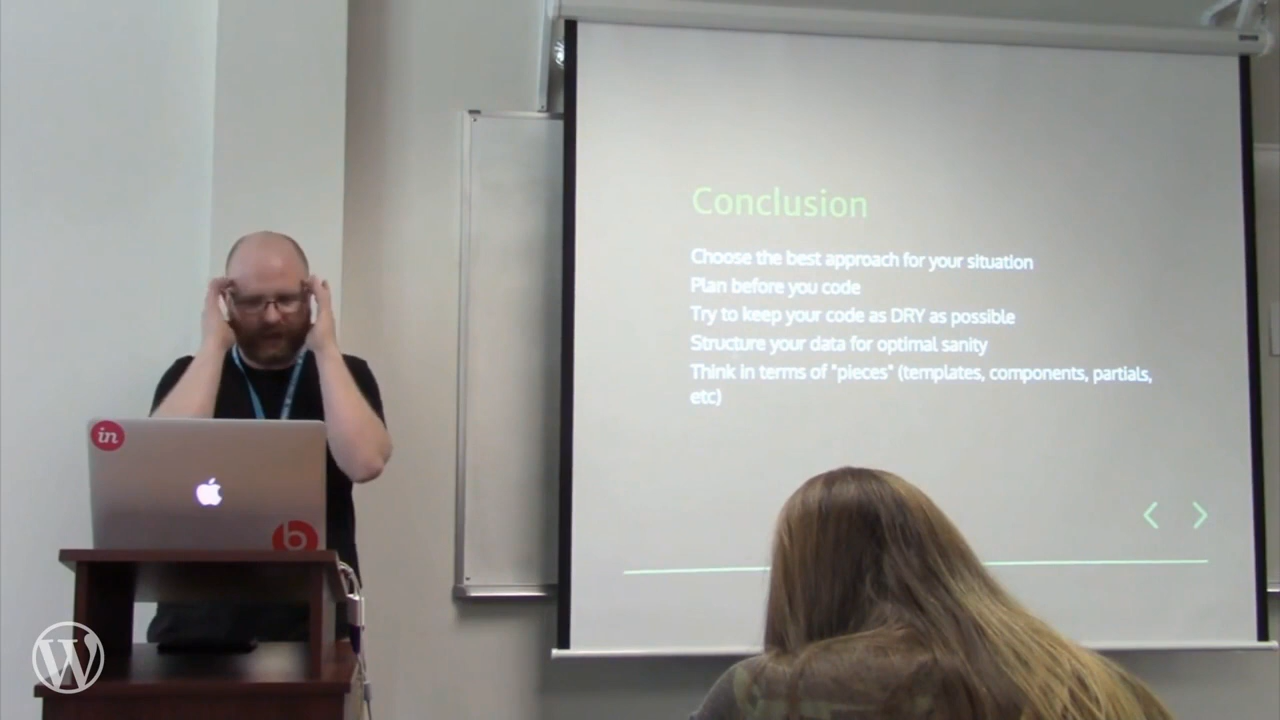 Conclusion
Choose the best approach for your situation
Plan before you code
Try to keep your code as DRY as possible
Structure your data for optimal sanity
Think in terms of "pieces" (templates, components, partials,
etc)
in
b
W